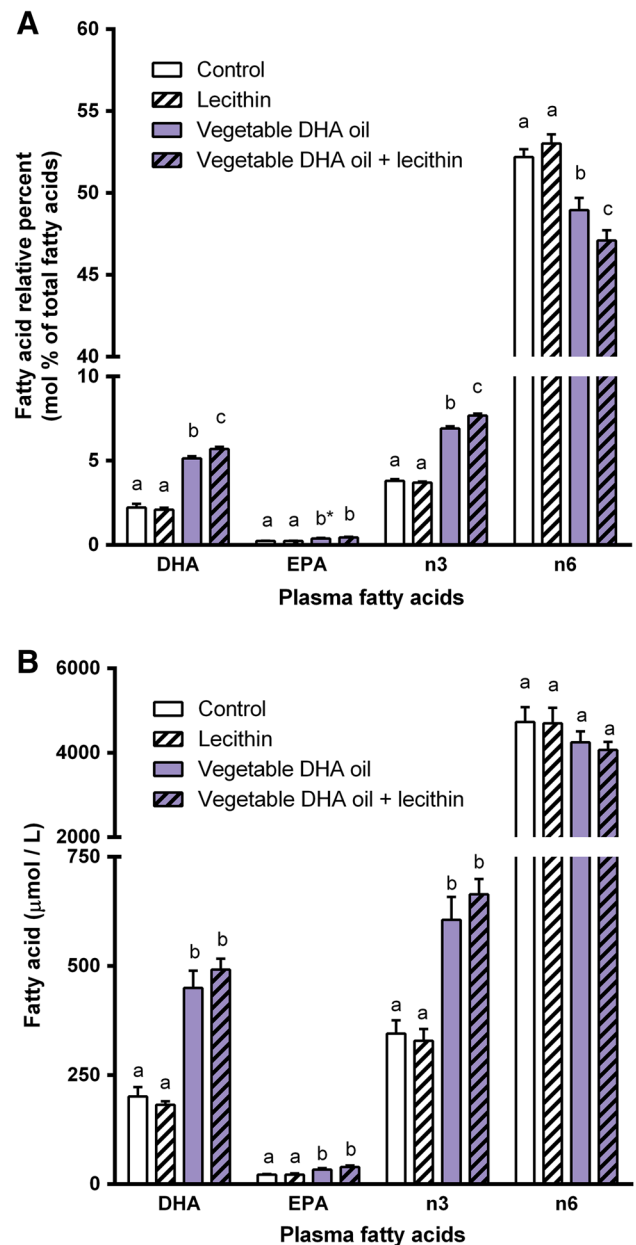 A
Fatty acid relative percent
(mol % of total fatty acids)
60
55
50
45
40
10
5
0
Control
Lecithin
Vegetable DHA oil
Vegetable DHA oil + lecithin
a a b c
a a b* b
a a b c
a a b c
DHA EPA n3 n6
Plasma fatty acids
B
Fatty acid (µmol / L)
6000
4000
2000
750
500
250
0
Control
Lecithin
Vegetable DHA oil
Vegetable DHA oil + lecithin
a a b b
a a b b
a a b b
a a a a
DHA EPA n3 n6
Plasma fatty acids